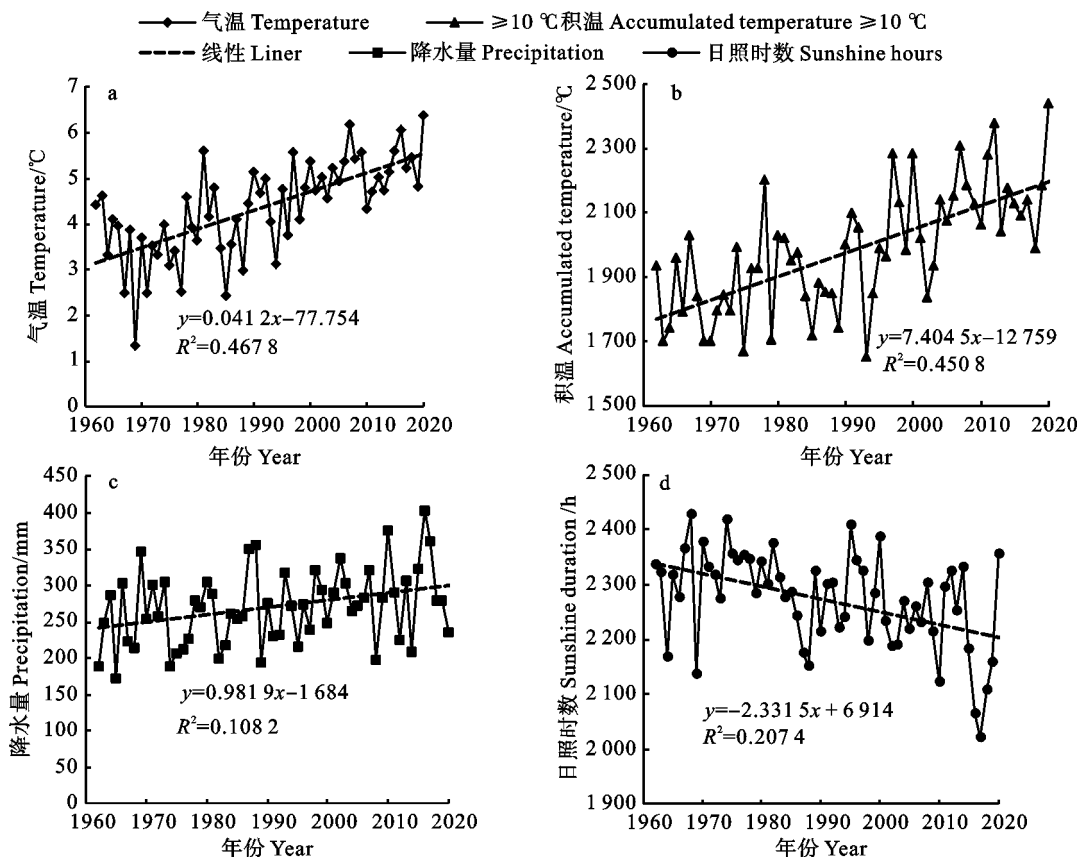 气温 Temperature ≥10 ℃积温 Accumulated temperature ≥10 ℃
线性 Liner 降水量 Precipitation 日照时数 Sunshine hours
a
气温 Temperature/℃
7
6
5
4
3
2
1
0
y=0.041 2x−77.754
R²=0.467 8
1960 1970 1980 1990 2000 2010 2020
年份 Year
b
积温 Accumulated temperature/℃
2 500
2 300
2 100
1 900
1 700
1 500
y=7.404 5x−12 759
R²=0.450 8
1960 1970 1980 1990 2000 2010 2020
年份 Year
c
降水量 Precipitation/mm
450
400
350
300
250
200
150
100
50
0
y=0.981 9x−1 684
R²=0.108 2
1960 1970 1980 1990 2000 2010 2020
年份 Year
d
日照时数 Sunshine duration /h
2 500
2 400
2 300
2 200
2 100
2 000
1 900
y=−2.331 5x + 6 914
R²=0.207 4
1960 1970 1980 1990 2000 2010 2020
年份 Year